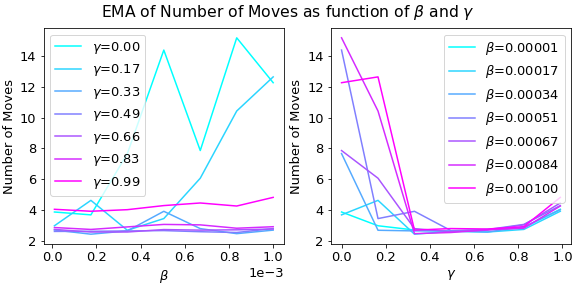 EMA of Number of Moves as function of β and γ
Number of Moves
14
12
10
8
6
4
2
γ=0.00
γ=0.17
γ=0.33
γ=0.49
γ=0.66
γ=0.83
γ=0.99
0.0 0.2 0.4 0.6 0.8 1.0
1e−3
β
Number of Moves
14
12
10
8
6
4
2
β=0.00001
β=0.00017
β=0.00034
β=0.00051
β=0.00067
β=0.00084
β=0.00100
0.0 0.2 0.4 0.6 0.8 1.0
γ